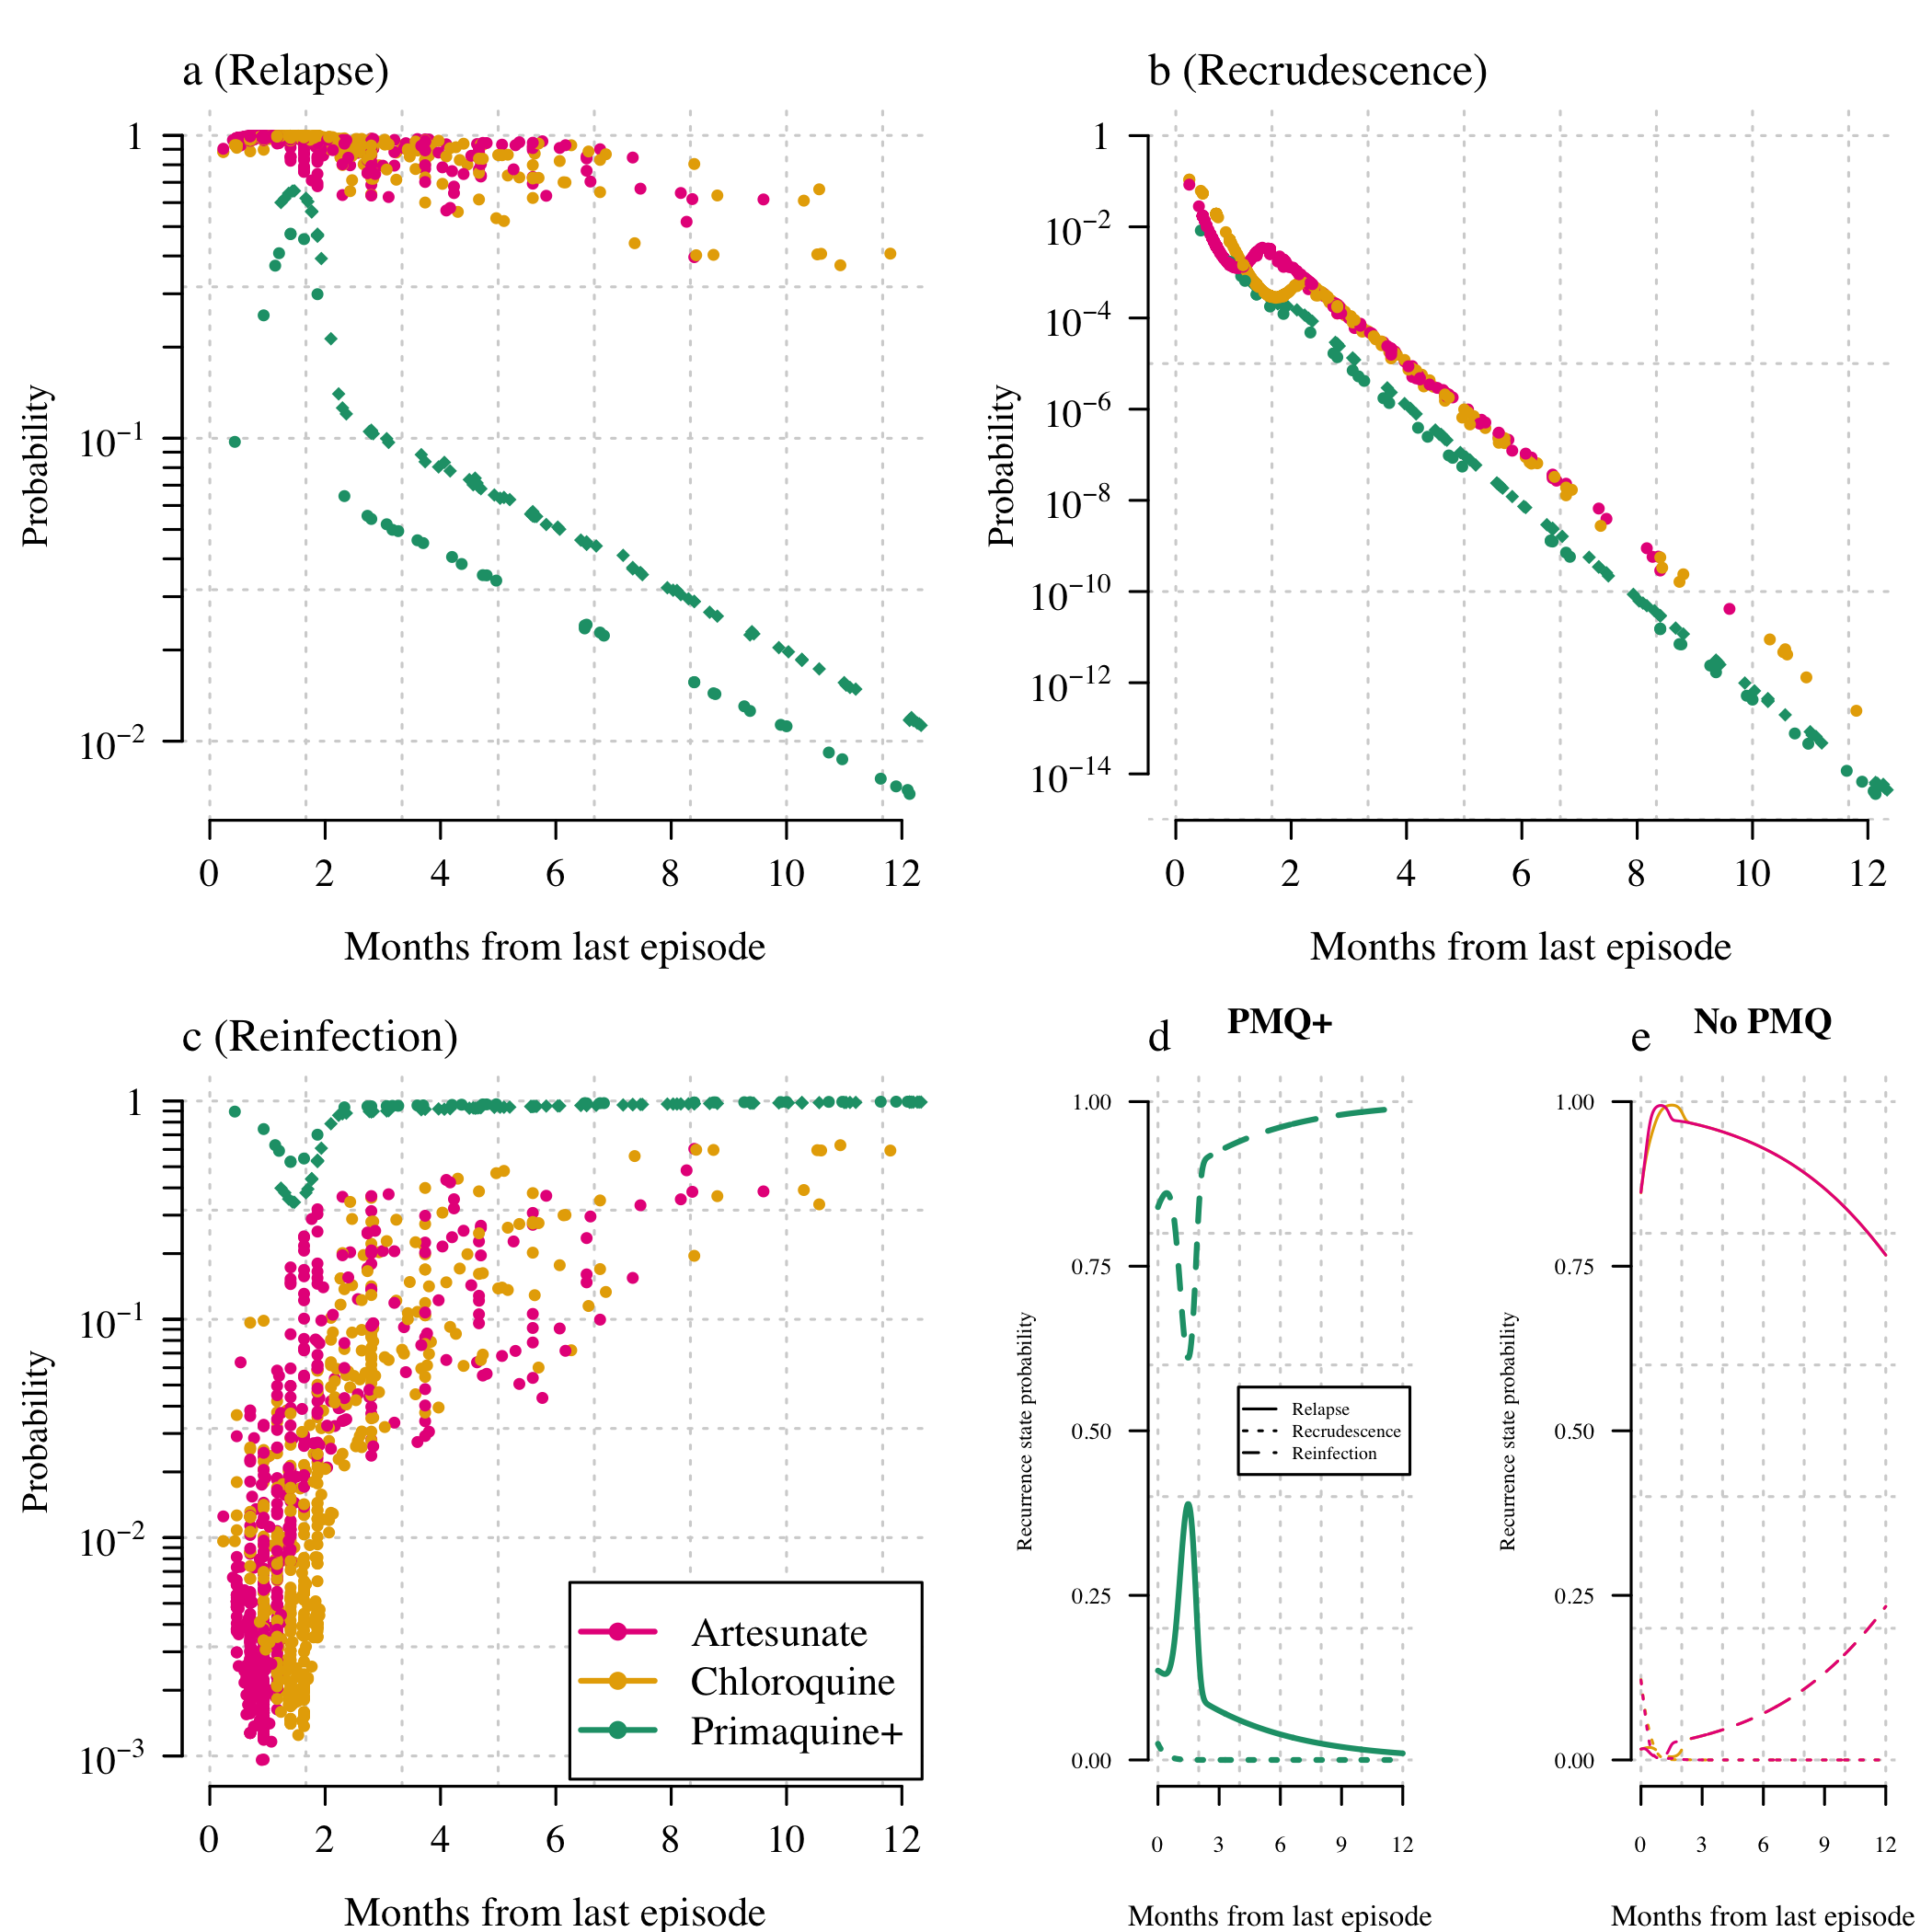 a (Relapse)
1
10−1
10−2
Probability
0 2 4 6 8 10 12
Months from last episode
b (Recrudescence)
1
10−2
10−4
10−6
10−8
10−10
10−12
10−14
Probability
0 2 4 6 8 10 12
Months from last episode
c (Reinfection)
1
10−1
10−2
10−3
Probability
Artesunate
Chloroquine
Primaquine+
0 2 4 6 8 10 12
Months from last episode
d PMQ+
1.00
0.75
0.50
0.25
0.00
Recurrence state probability
Relapse
Recrudescence
Reinfection
0 3 6 9 12
Months from last episode
e No PMQ
1.00
0.75
0.50
0.25
0.00
Recurrence state probability
0 3 6 9 12
Months from last episode